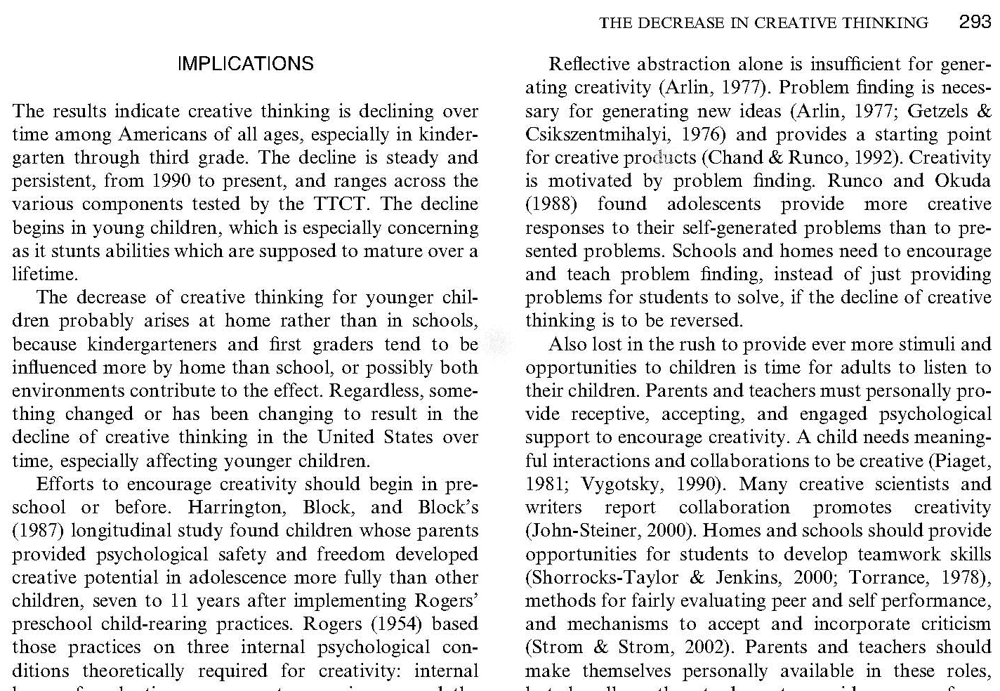 THE DECREASE IN CREATIVE THINKING 293
IMPLICATIONS
The results indicate creative thinking is declining over
time among Americans of all ages, especially in kinder-
garten through third grade. The decline is steady and
persistent, from 1990 to present, and ranges across the
various components tested by the TTCT. The decline
begins in young children, which is especially concerning
as it stunts abilities which are supposed to mature over a
lifetime.
The decrease of creative thinking for younger chil-
dren probably arises at home rather than in schools,
because kindergarteners and first graders tend to be
influenced more by home than school, or possibly both
environments contribute to the effect. Regardless, some-
thing changed or has been changing to result in the
decline of creative thinking in the United States over
time, especially affecting younger children.
Efforts to encourage creativity should begin in pre-
school or before. Harrington, Block, and Block's
(1987) longitudinal study found children whose parents
provided psychological safety and freedom developed
creative potential in adolescence more fully than other
children, seven to 11 years after implementing Rogers'
preschool child-rearing practices. Rogers (1954) based
those practices on three internal psychological con-
ditions theoretically required for creativity: internal
Reflective abstraction alone is insufficient for gener-
ating creativity (Arlin, 1977). Problem finding is neces-
sary for generating new ideas (Arlin, 1977; Getzels &
Csikszentmihalyi, 1976) and provides a starting point
for creative products (Chand & Runco, 1992). Creativity
is motivated by problem finding. Runco and Okuda
(1988) found adolescents provide more creative
responses to their self-generated problems than to pre-
sented problems. Schools and homes need to encourage
and teach problem finding, instead of just providing
problems for students to solve, if the decline of creative
thinking is to be reversed.
Also lost in the rush to provide ever more stimuli and
opportunities to children is time for adults to listen to
their children. Parents and teachers must personally pro-
vide receptive, accepting, and engaged psychological
support to encourage creativity. A child needs meaning-
ful interactions and collaborations to be creative (Piaget,
1981; Vygotsky, 1990). Many creative scientists and
writers report collaboration promotes creativity
(John-Steiner, 2000). Homes and schools should provide
opportunities for students to develop teamwork skills
(Shorrocks-Taylor & Jenkins, 2000; Torrance, 1978),
methods for fairly evaluating peer and self performance,
and mechanisms to accept and incorporate criticism
(Strom & Strom, 2002). Parents and teachers should
make themselves personally available in these roles,